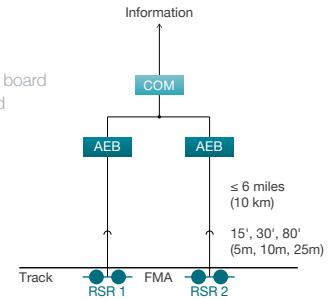 Information
board
d
COM
AEB AEB
≤ 6 miles
(10 km)
15', 30', 80'
(5m, 10m, 25m)
Track FMA
RSR 1 RSR 2